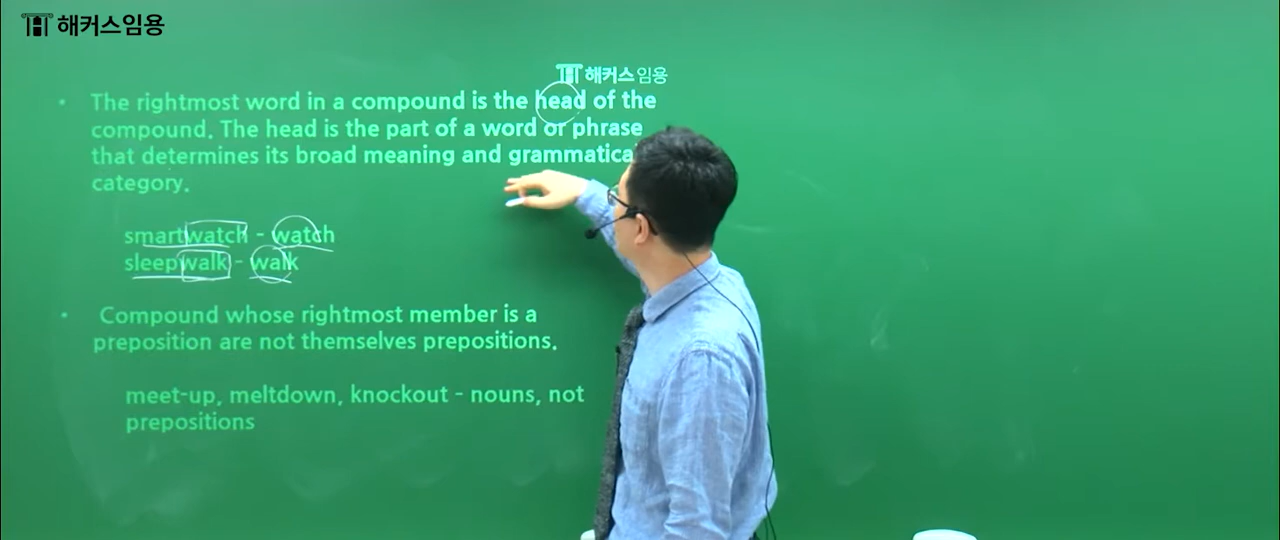 해커스임용
해커스임용
• The rightmost word in a compound is the head of the
compound. The head is the part of a word or phrase
that determines its broad meaning and
category.
smartwatch - watch
sleepwalk - walk
• Compound whose rightmost member is a
preposition are not themselves prepositions.
meet-up, meltdown, knockout - nouns, not
prepositions